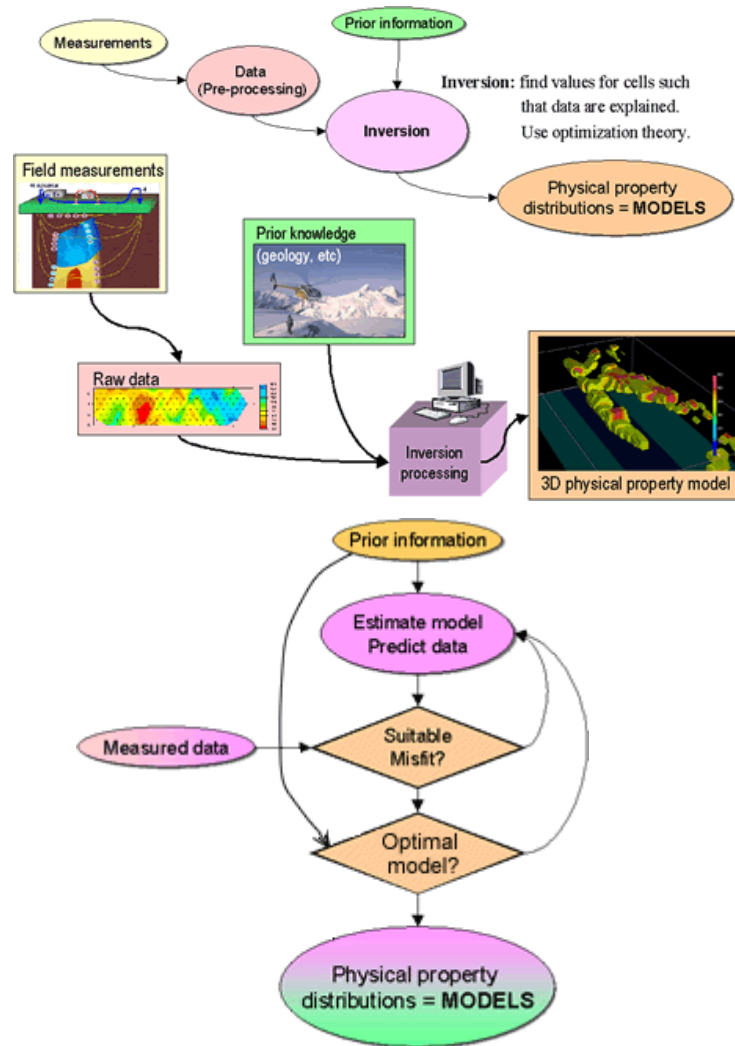 Prior information
Measurements
Data
(Pre-processing)
Inversion: find values for cells such
that data are explained.
Use optimization theory.
Inversion
Physical property
distributions = MODELS
Field measurements
Prior knowledge
(geology, etc)
Raw data
Inversion
processing
3D physical property model
Prior information
Estimate model
Predict data
Suitable
Misfit?
Measured data
Optimal
model?
Physical property
distributions = MODELS